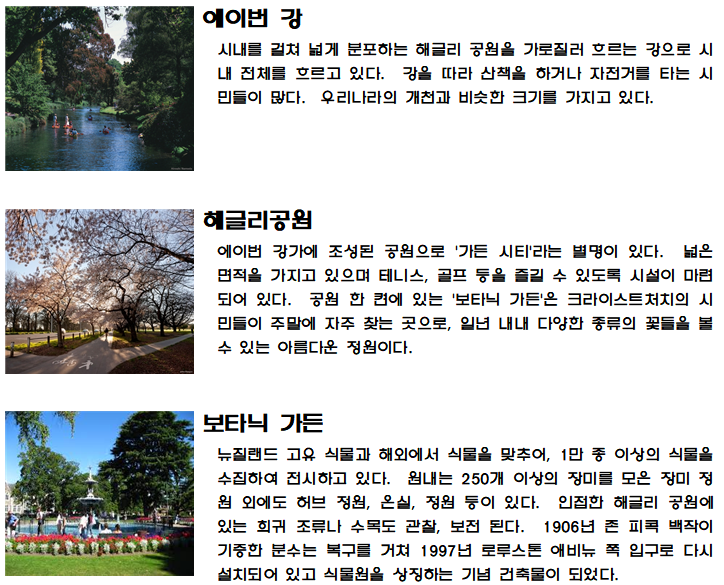 에이번 강
시내를 걸쳐 넓게 분포하는 해글리 공원을 가로질러 흐르는 강으로 시
내 전체를 흐르고 있다. 강을 따라 산책을 하거나 자전거를 타는 시
민들이 많다. 우리나라의 개천과 비슷한 크기를 가지고 있다.
해글리공원
에이번 강가에 조성된 공원으로 '가든 시티'라는 별명이 있다. 넓은
면적을 가지고 있으며 테니스, 골프 등을 즐길 수 있도록 시설이 마련
되어 있다. 공원 한 켠에 있는 '보타닉 가든'은 크라이스트처치의 시
민들이 주말에 자주 찾는 곳으로, 일년 내내 다양한 종류의 꽃들을 볼
수 있는 아름다운 정원이다.
보타닉 가든
뉴질랜드 고유 식물과 해외에서 식물을 맞추어, 1만 종 이상의 식물을
수집하여 전시하고 있다. 원내는 250개 이상의 장미를 모은 장미 정
원 외에도 허브 정원, 온실, 정원 등이 있다. 인접한 해글리 공원에
있는 희귀 조류나 수목도 관찰, 보전 된다. 1906년 존 피콕 백작이
기증한 분수는 복구를 거쳐 1997년 로루스톤 애비뉴 쪽 입구로 다시
설치되어 있고 식물원을 상징하는 기념 건축물이 되었다.